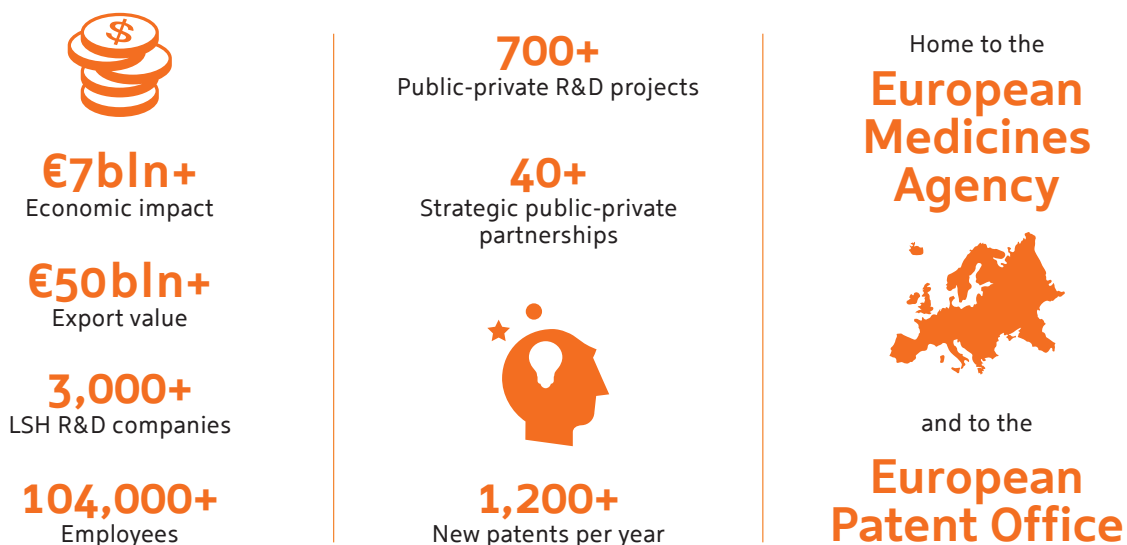 $
€7bln+
Economic impact
€50bln+
Export value
3,000+
LSH R&D companies
104,000+
Employees
700+
Public-private R&D projects
40+
Strategic public-private
partnerships
1,200+
New patents per year
Home to the
European
Medicines
Agency
and to the
European
Patent Office